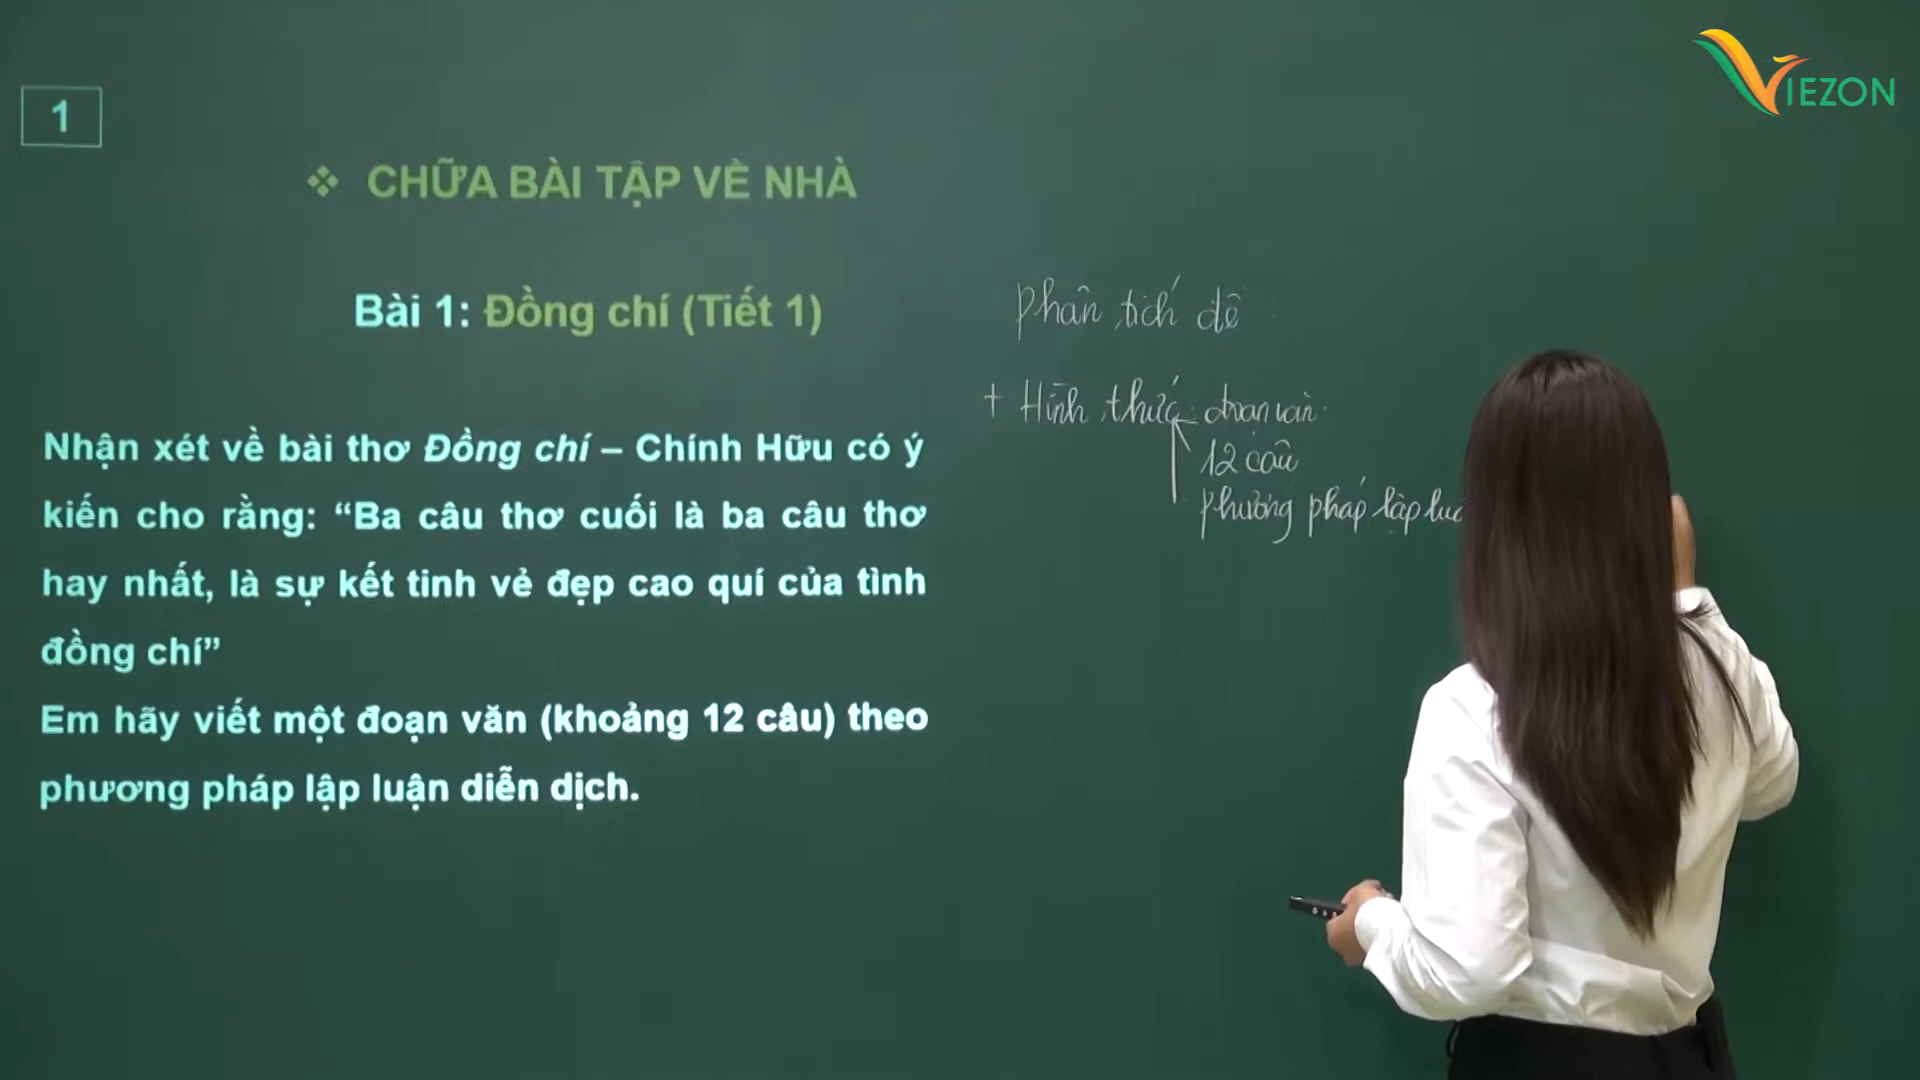 VIEZON
1
❖ CHỮA BÀI TẬP VỀ NHÀ
Bài 1: Đồng chí (Tiết 1)
Nhận xét về bài thơ Đồng chí – Chính Hữu có ý
kiến cho rằng: “Ba câu thơ cuối là ba câu thơ
hay nhất, là sự kết tinh vẻ đẹp cao quí của tình
đồng chí”
Em hãy viết một đoạn văn (khoảng 12 câu) theo
phương pháp lập luận diễn dịch.
Phân tích đề
+ Hình thức: đoạn văn
12 câu
phương pháp lập